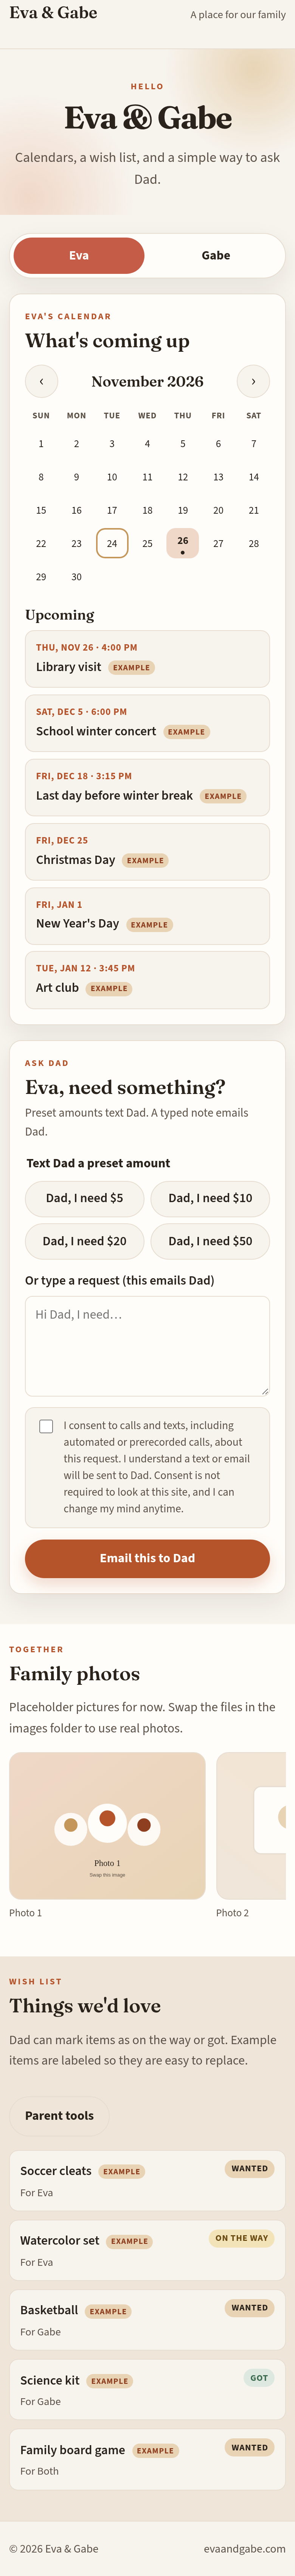 Eva & Gabe
A place for our family
HELLO
Eva & Gabe
Calendars, a wish list, and a simple way to ask
Dad.
Eva
Gabe
EVA'S CALENDAR
What's coming up
‹
November 2026
›
SUN MON TUE WED THU FRI SAT
1 2 3 4 5 6 7
8 9 10 11 12 13 14
15 16 17 18 19 20 21
22 23 24 25 26 27 28
29 30
Upcoming
THU, NOV 26 · 4:00 PM
Library visit EXAMPLE
SAT, DEC 5 · 6:00 PM
School winter concert EXAMPLE
FRI, DEC 18 · 3:15 PM
Last day before winter break EXAMPLE
FRI, DEC 25
Christmas Day EXAMPLE
FRI, JAN 1
New Year's Day EXAMPLE
TUE, JAN 12 · 3:45 PM
Art club EXAMPLE
ASK DAD
Eva, need something?
Preset amounts text Dad. A typed note emails
Dad.
Text Dad a preset amount
Dad, I need $5
Dad, I need $10
Dad, I need $20
Dad, I need $50
Or type a request (this emails Dad)
Hi Dad, I need…
I consent to calls and texts, including
automated or prerecorded calls, about
this request. I understand a text or email
will be sent to Dad. Consent is not
required to look at this site, and I can
change my mind anytime.
Email this to Dad
TOGETHER
Family photos
Placeholder pictures for now. Swap the files in the
images folder to use real photos.
Photo 1
Swap this image
Photo 1
Photo 2
WISH LIST
Things we'd love
Dad can mark items as on the way or got. Example
items are labeled so they are easy to replace.
Parent tools
Soccer cleats EXAMPLE WANTED
For Eva
Watercolor set EXAMPLE ON THE WAY
For Eva
Basketball EXAMPLE WANTED
For Gabe
Science kit EXAMPLE GOT
For Gabe
Family board game EXAMPLE WANTED
For Both
© 2026 Eva & Gabe
evaandgabe.com